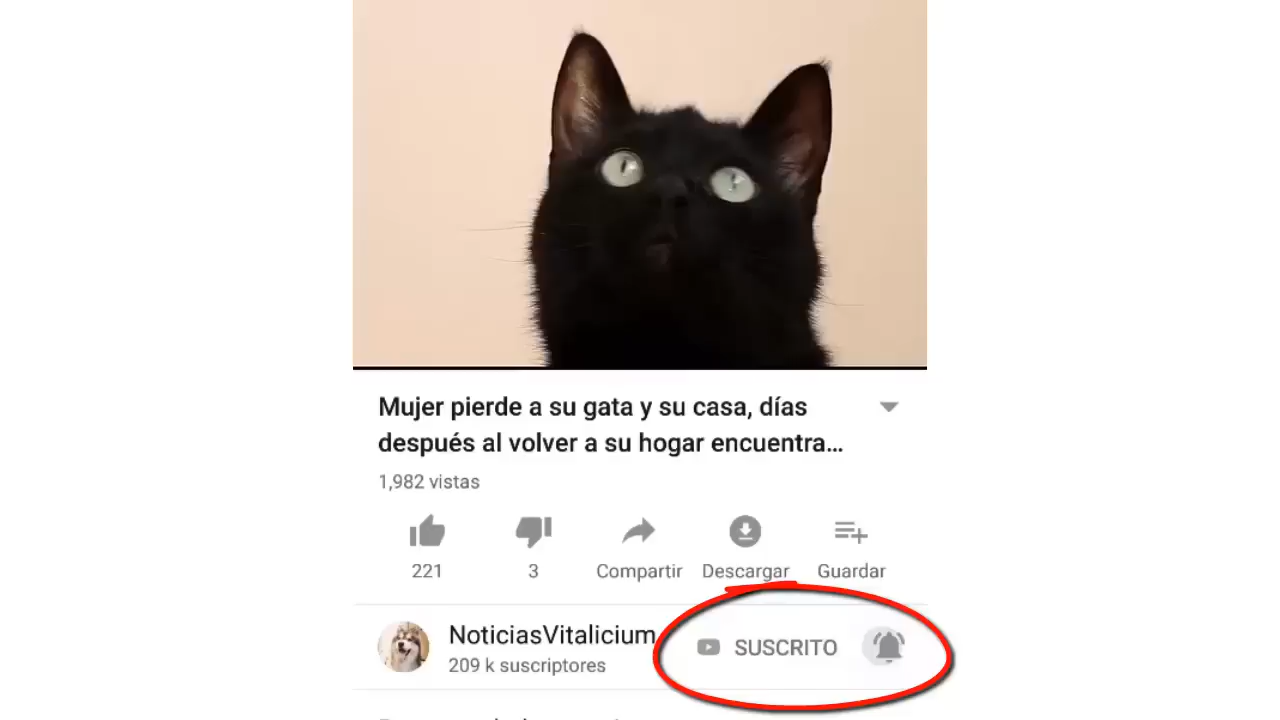 Mujer pierde a su gata y su casa, días
después al volver a su hogar encuentra...
1,982 vistas
221
3
Compartir
Descargar
Guardar
NoticiasVitalicium
SUSCRITO
209 k suscriptores